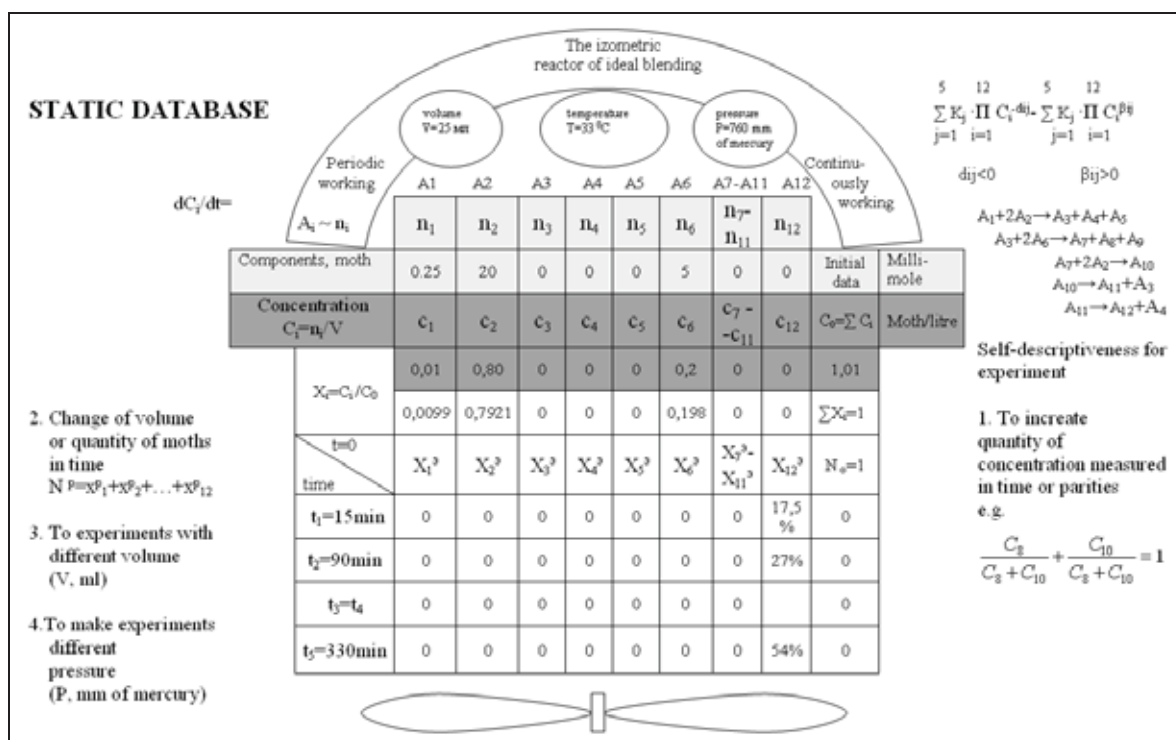 The izometric
reactor of ideal blending
STATIC DATABASE
volume
V=25 мл
temperature
T=33 ⁰C
pressure
P=760 mm
of mercury
Periodic
working
Continu-
ously
working
A1 A2 A3 A4 A5 A6 A7-A11 A12
dCᵢ/dt=
Aᵢ ~ nᵢ n₁ n₂ n₃ n₄ n₅ n₆ n₇- n₁₁ n₁₂
Components, moth 0.25 20 0 0 0 5 0 0 Initial data Milli-mole
Concentration
Cᵢ=nᵢ/V c₁ c₂ c₃ c₄ c₅ c₆ c₇ - -c₁₁ c₁₂ C₀=∑ Cᵢ Moth/litre
Xᵢ=Cᵢ/C₀ 0,01 0,80 0 0 0 0,2 0 0 1,01
0,0099 0,7921 0 0 0 0,198 0 0 ∑Xᵢ=1
t=0
time X₁ᵌ X₂ᵌ X₃ᵌ X₄ᵌ X₅ᵌ X₆ᵌ X₇ᵌ- X₁₁ᵌ X₁₂ᵌ N₀=1
t₁=15min 0 0 0 0 0 0 0 17,5 % 0
t₂=90min 0 0 0 0 0 0 0 27% 0
t₃=t₄ 0 0 0 0 0 0 0 0
t₅=330min 0 0 0 0 0 0 0 54% 0
2. Change of volume
or quantity of moths
in time
N ᵖ=xᵖ₁+xᵖ₂+…+xᵖ₁₂
3. To experiments with
different volume
(V, ml)
4.To make experiments
different
pressure
(P, mm of mercury)
5 12 5 12
∑ Kⱼ ·Π Cᵢ⁻ᵈⁱʲ- ∑ Kⱼ ·Π Cᵢᵝⁱʲ
j=1 i=1 j=1 i=1
dij<0 βij>0
A₁+2A₂→A₃+A₄+A₅
A₃+2A₆→A₇+A₈+A₉
A₇+2A₂→A₁₀
A₁₀→A₁₁+A₃
A₁₁→A₁₂+A₄
Self-descriptiveness for
experiment
1. To increate
quantity of
concentration measured
in time or parities
e.g.
C₈/(C₈+C₁₀) + C₁₀/(C₈+C₁₀) = 1